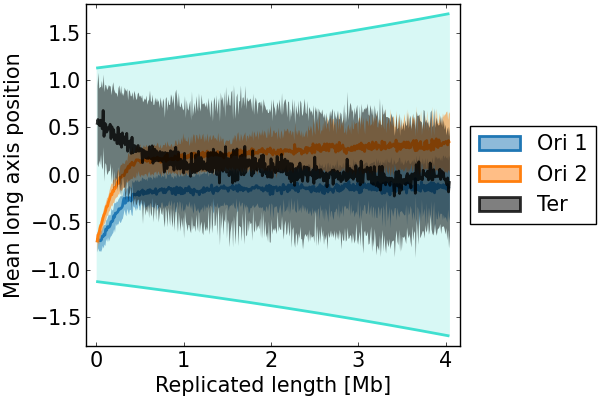 1.5
1.0
0.5
0.0
−0.5
−1.0
−1.5
Mean long axis position
0 1 2 3 4
Replicated length [Mb]
Ori 1
Ori 2
Ter